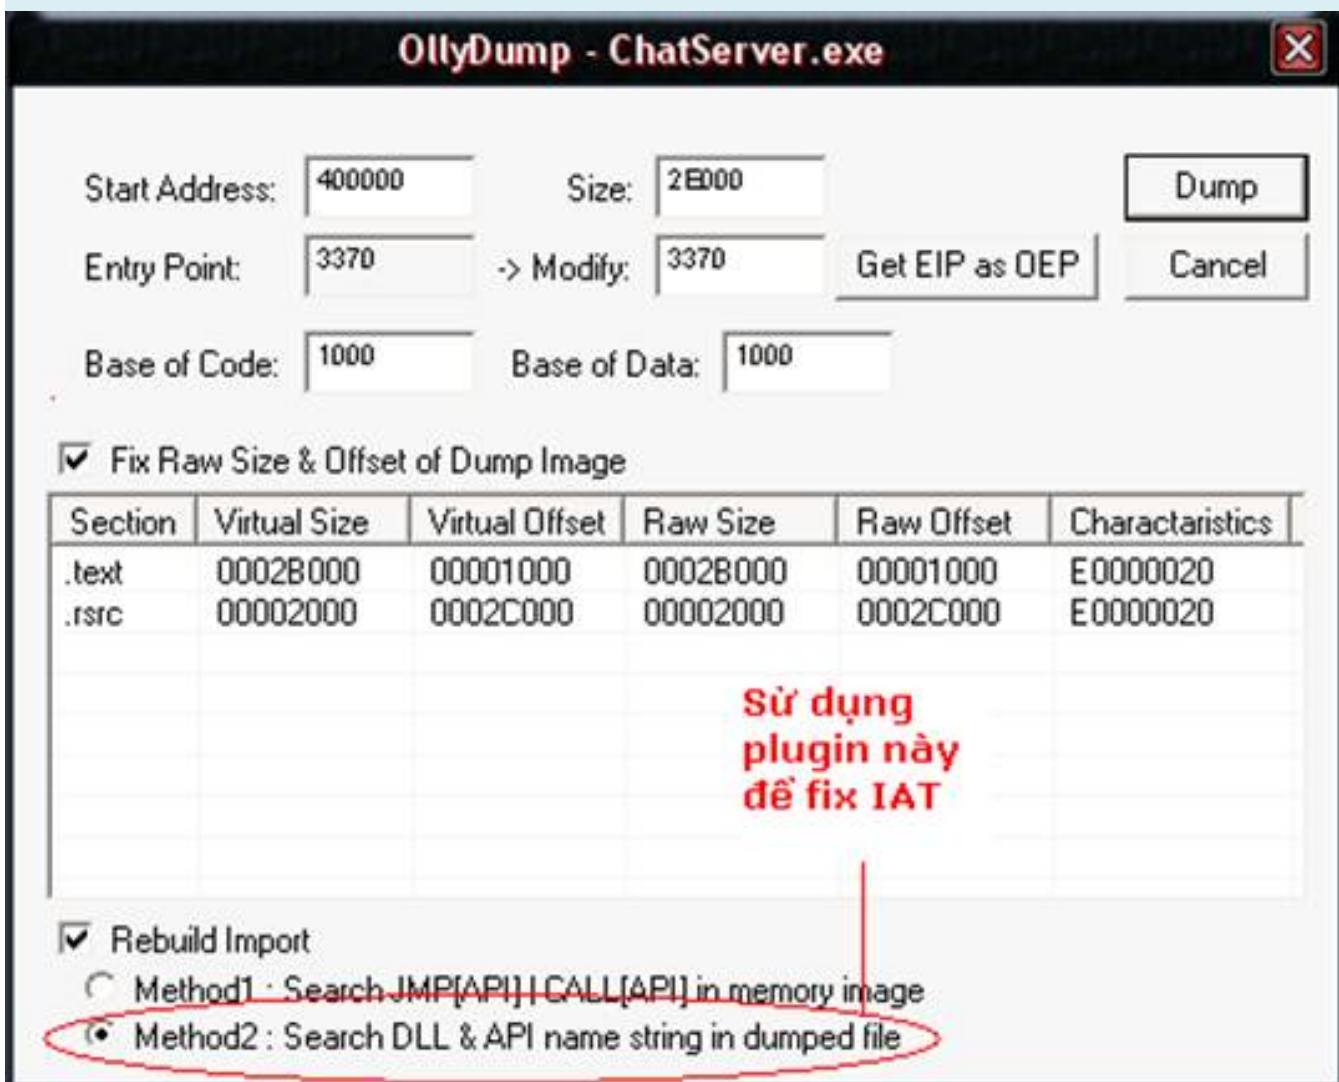 OllyDump - ChatServer.exe
Start Address: 400000 Size: 2E000 Dump
Entry Point: 3370 -> Modify: 3370 Get EIP as OEP Cancel
Base of Code: 1000 Base of Data: 1000
Fix Raw Size & Offset of Dump Image
Section Virtual Size Virtual Offset Raw Size Raw Offset Charactaristics
.text 0002B000 00001000 0002B000 00001000 E0000020
.rsrc 00002000 0002C000 00002000 0002C000 E0000020
Sử dụng
plugin này
để fix IAT
Rebuild Import
Method1 : Search JMP[API] | CALL[API] in memory image
Method2 : Search DLL & API name string in dumped file